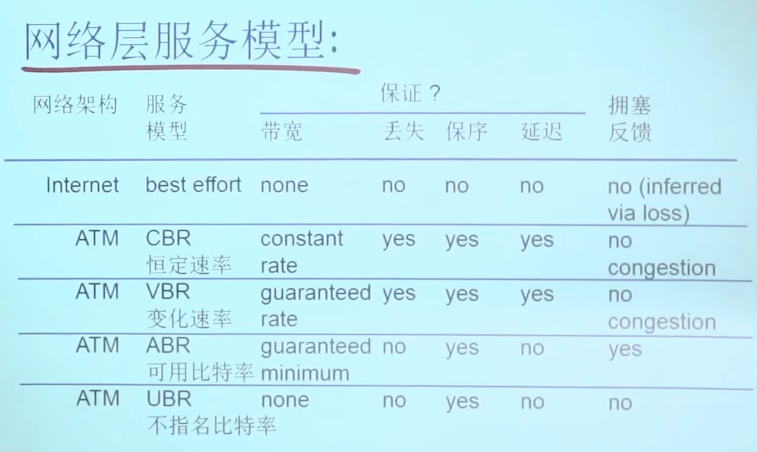 网络层服务模型:
保证？
网络架构 服务模型 带宽 丢失 保序 延迟 拥塞反馈
Internet best effort none no no no no (inferred via loss)
ATM CBR 恒定速率 constant rate yes yes yes no congestion
ATM VBR 变化速率 guaranteed rate yes yes yes no congestion
ATM ABR 可用比特率 guaranteed minimum no yes no yes
ATM UBR 不指名比特率 none no yes no no